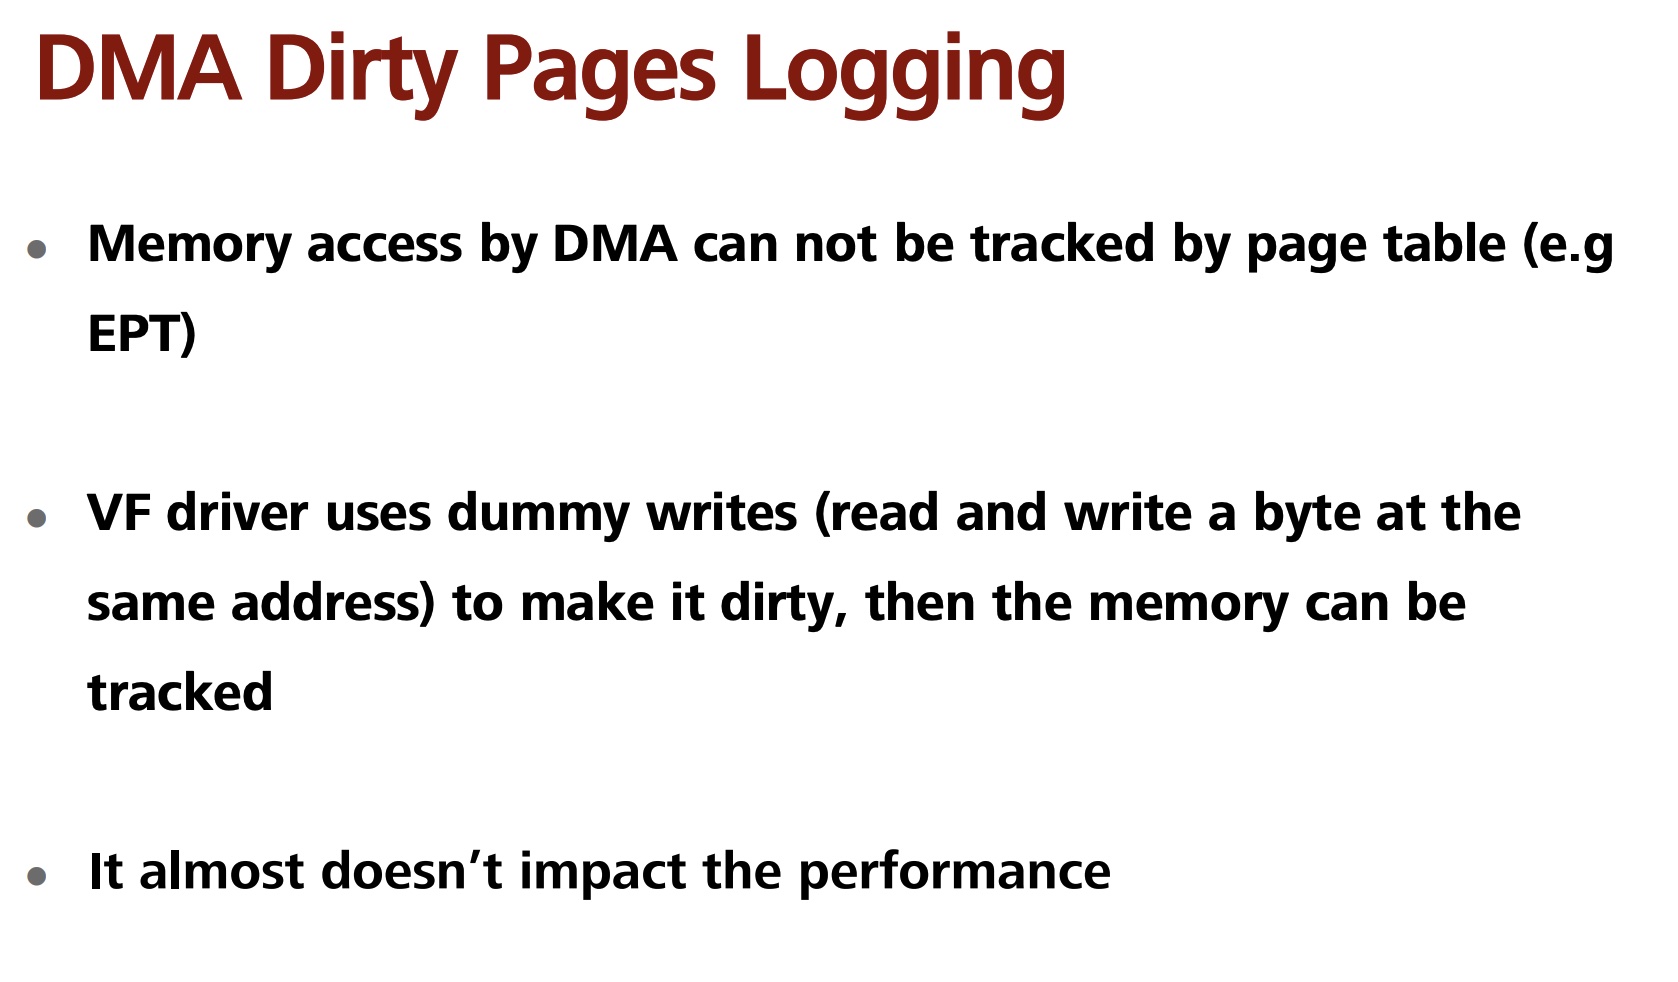 DMA Dirty Pages Logging
● Memory access by DMA can not be tracked by page table (e.g
EPT)
● VF driver uses dummy writes (read and write a byte at the
same address) to make it dirty, then the memory can be
tracked
● It almost doesn’t impact the performance